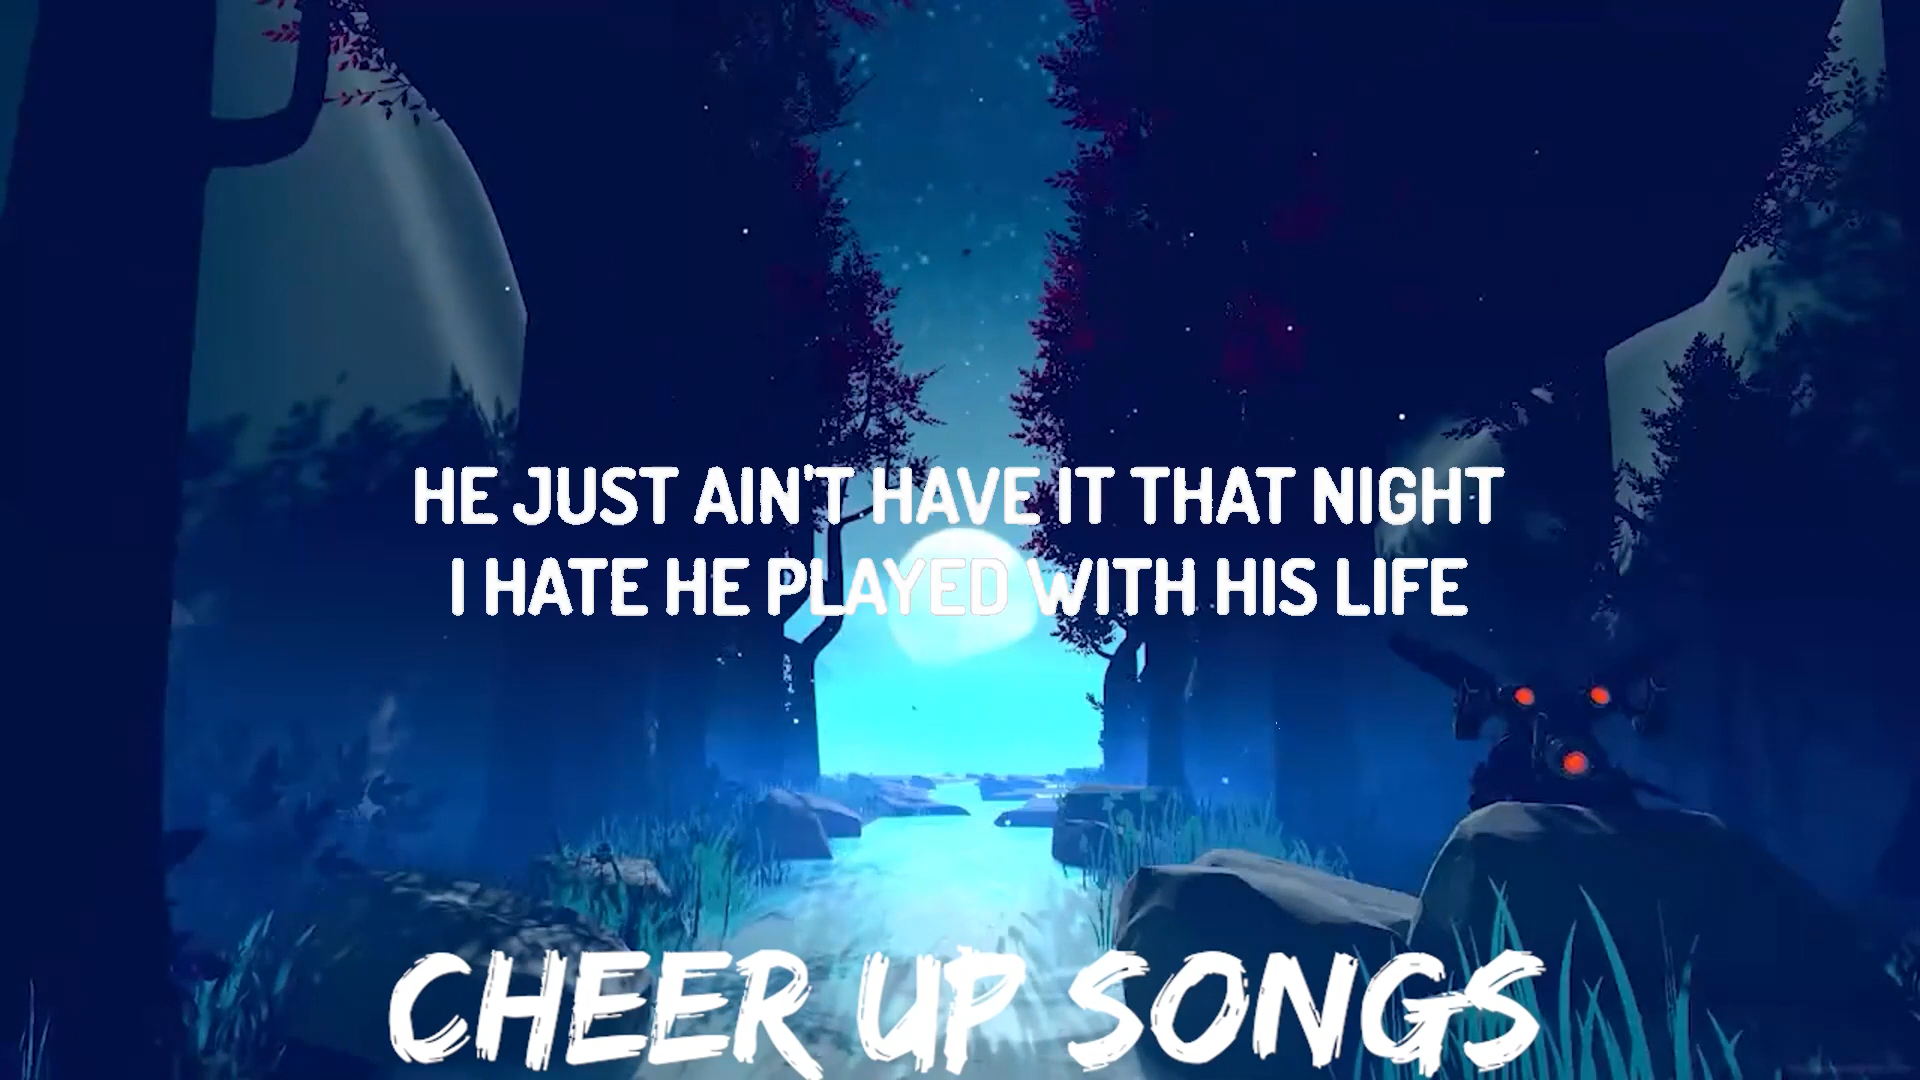 HE JUST AIN'T HAVE IT THAT NIGHT
I HATE HE PLAYED WITH HIS LIFE
CHEER UP SONGS